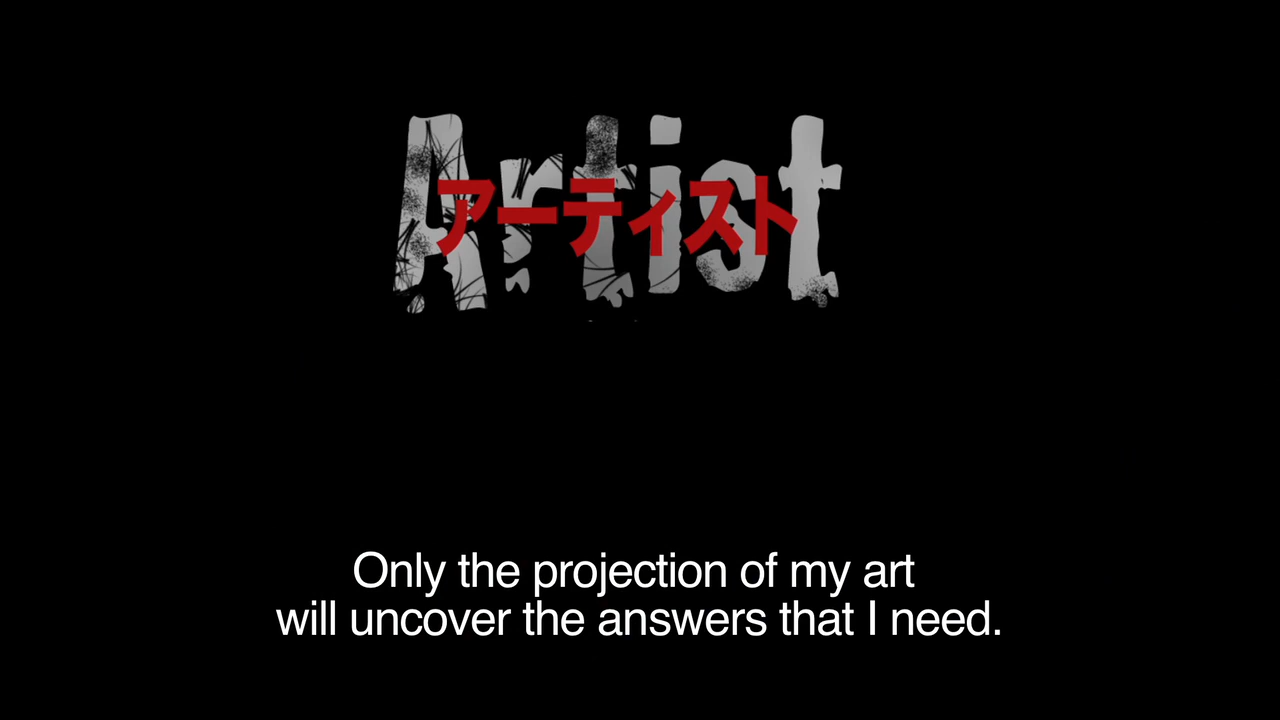 Artist
アーティスト
Only the projection of my art
will uncover the answers that I need.